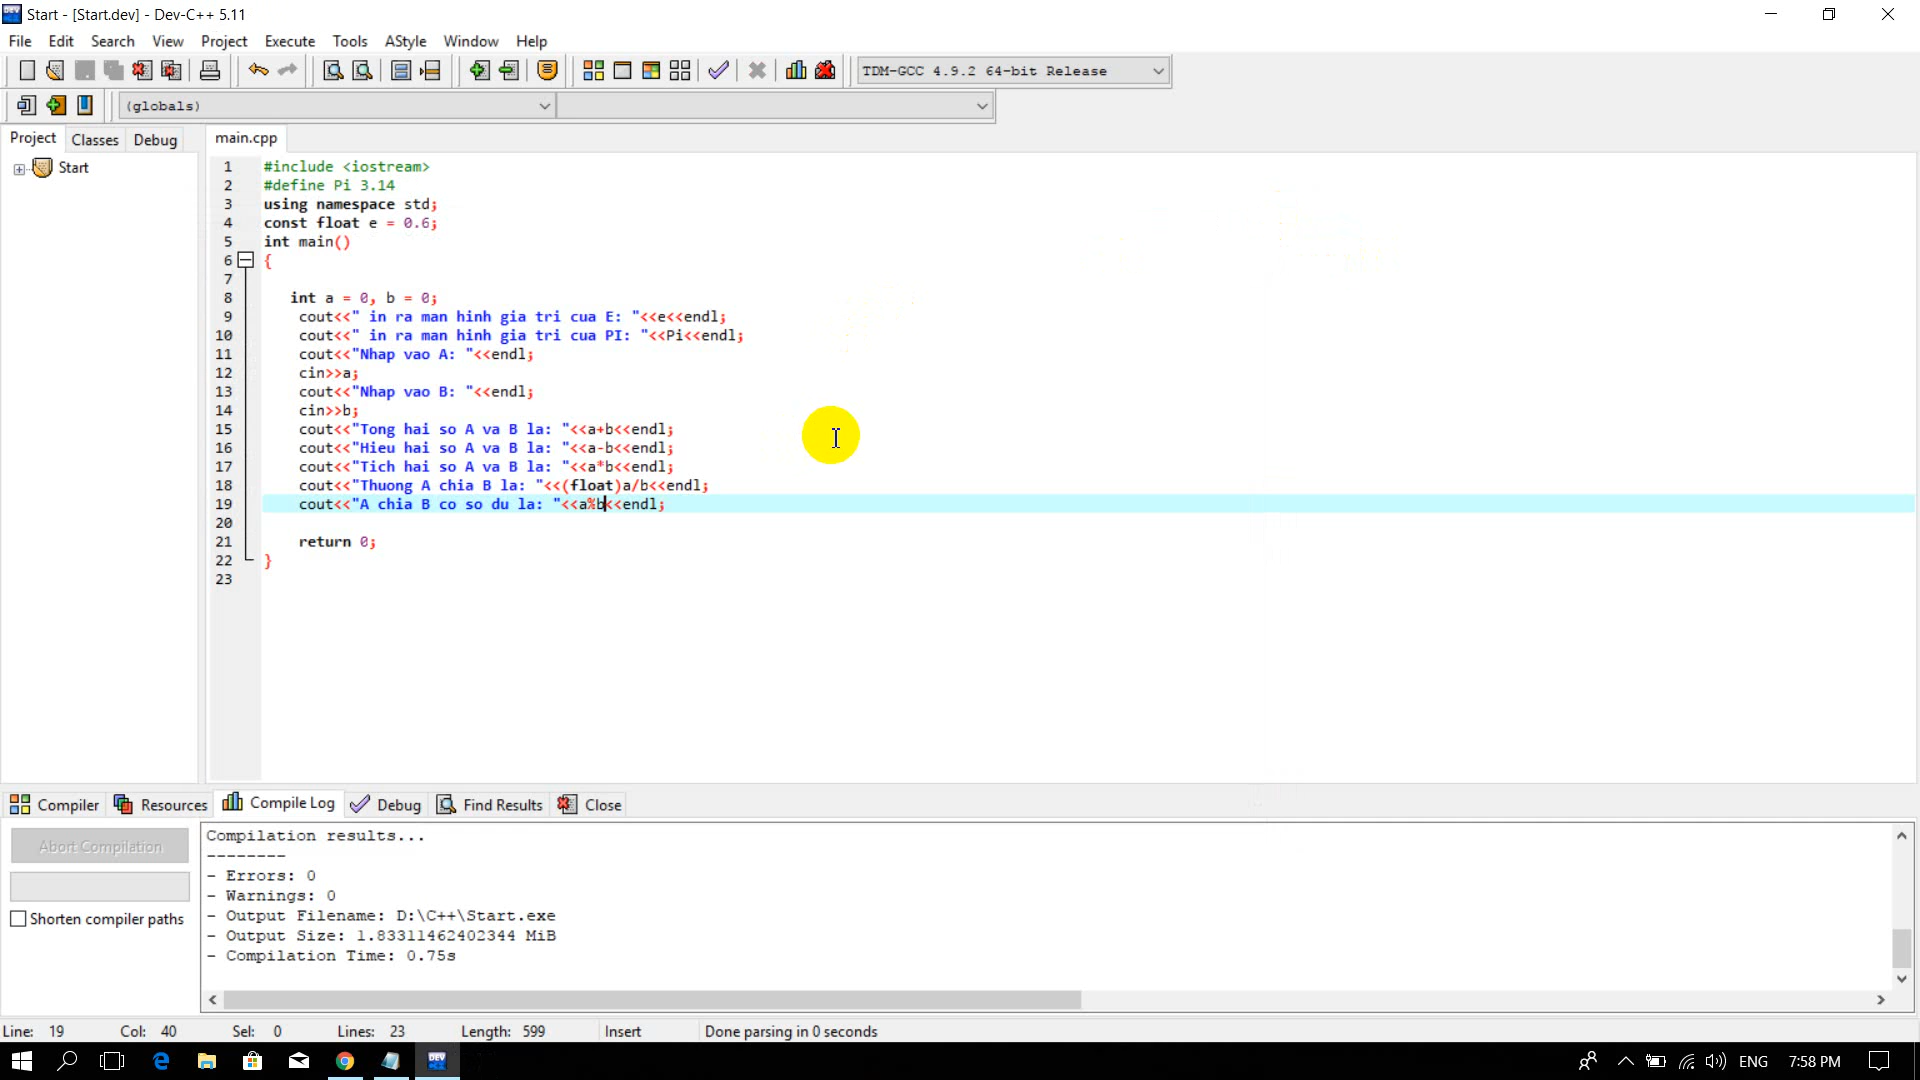 Start - [Start.dev] - Dev-C++ 5.11
File Edit Search View Project Execute Tools AStyle Window Help
TDM-GCC 4.9.2 64-bit Release
(globals)
Project Classes Debug main.cpp
Start
1 #include <iostream>
2 #define Pi 3.14
3 using namespace std;
4 const float e = 0.6;
5 int main()
6 {
7
8 int a = 0, b = 0;
9 cout<<" in ra man hinh gia tri cua E: "<<e<<endl;
10 cout<<" in ra man hinh gia tri cua PI: "<<Pi<<endl;
11 cout<<"Nhap vao A: "<<endl;
12 cin>>a;
13 cout<<"Nhap vao B: "<<endl;
14 cin>>b;
15 cout<<"Tong hai so A va B la: "<<a+b<<endl;
16 cout<<"Hieu hai so A va B la: "<<a-b<<endl;
17 cout<<"Tich hai so A va B la: "<<a*b<<endl;
18 cout<<"Thuong A chia B la: "<<(float)a/b<<endl;
19 cout<<"A chia B co so du la: "<<a%b<<endl;
20
21 return 0;
22 }
23
Compiler Resources Compile Log Debug Find Results Close
Abort Compilation
Shorten compiler paths
Compilation results...
--------
- Errors: 0
- Warnings: 0
- Output Filename: D:\C++\Start.exe
- Output Size: 1.83311462402344 MiB
- Compilation Time: 0.75s
Line: 19 Col: 40 Sel: 0 Lines: 23 Length: 599 Insert Done parsing in 0 seconds
DEV
ENG 7:58 PM